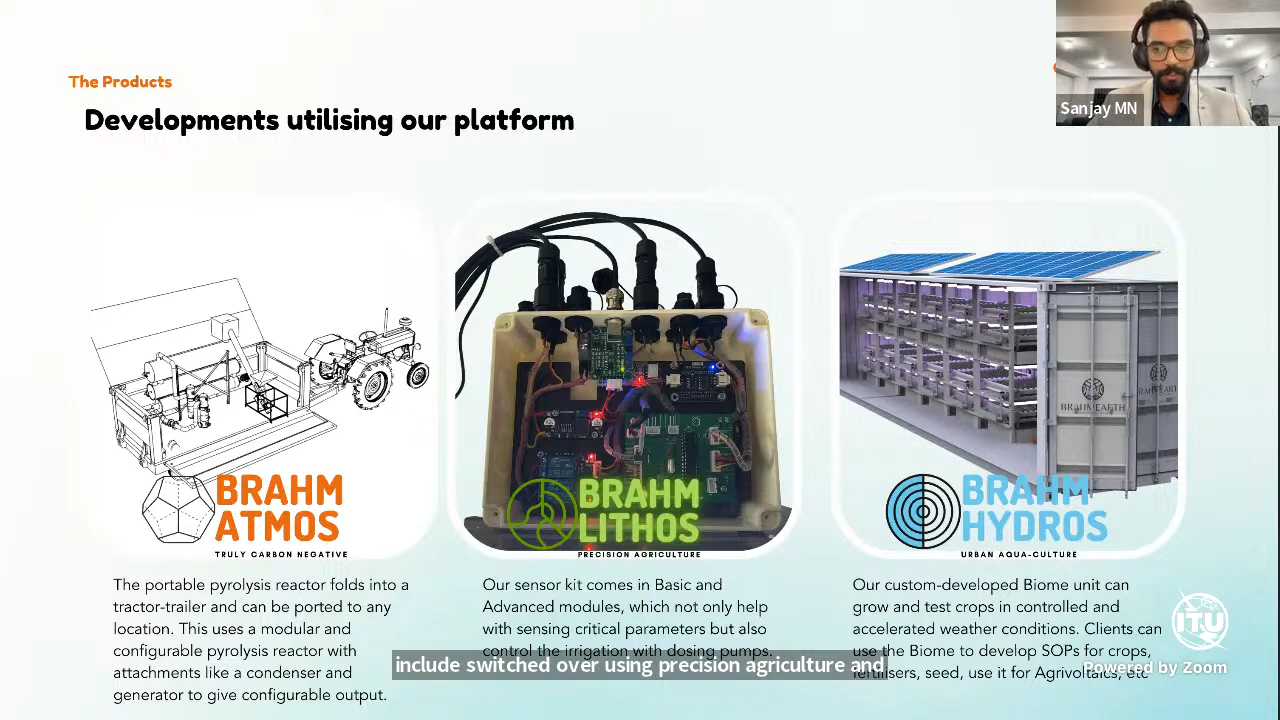 The Products
Developments utilising our platform
Sanjay MN
BRAHM
ATMOS
TRULY CARBON NEGATIVE
BRAHM
LITHOS
PRECISION AGRICULTURE
BRAHMEARTH
BRAHM
HYDROS
URBAN AQUA-CULTURE
The portable pyrolysis reactor folds into a
tractor-trailer and can be ported to any
location. This uses a modular and
configurable pyrolysis reactor with
attachments like a condenser and
generator to give configurable output.
Our sensor kit comes in Basic and
Advanced modules, which not only help
with sensing critical parameters but also
control the irrigation with dosing pumps.
Our custom-developed Biome unit can
grow and test crops in controlled and
accelerated weather conditions. Clients can
use the Biome to develop SOPs for crops,
fertilisers, seed, use it for Agrivoltaics, etc
include switched over using precision agriculture and
ITU
Powered by Zoom